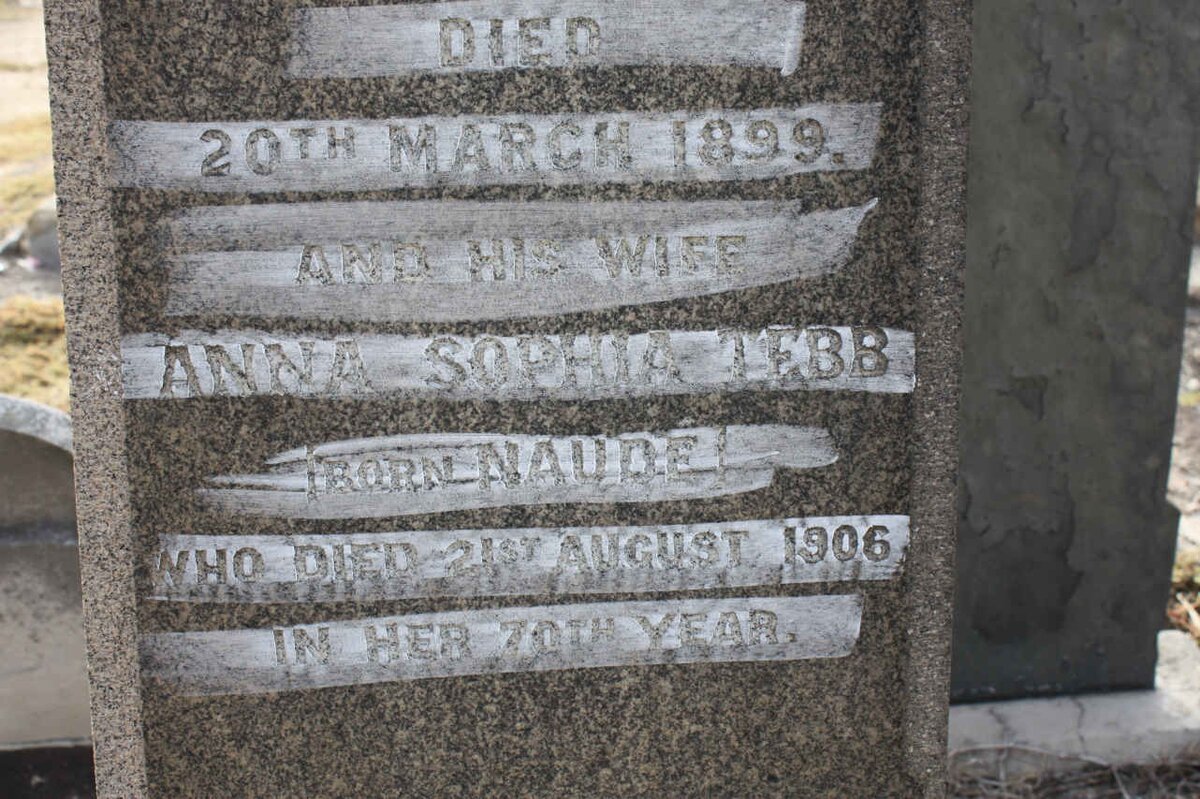 DIED
20TH MARCH 1899.
AND HIS WIFE
ANNA SOPHIA TEBB
[BORN NAUDE]
WHO DIED 21ST AUGUST 1906
IN HER 70TH YEAR.